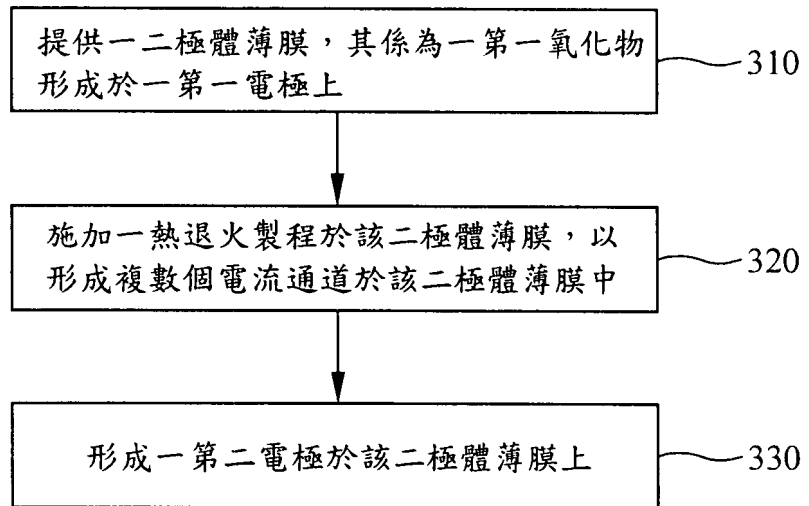 提供一二極體薄膜，其係為一第一氧化物
形成於一第一電極上
310
施加一熱退火製程於該二極體薄膜，以
形成複數個電流通道於該二極體薄膜中
320
形成一第二電極於該二極體薄膜上
330